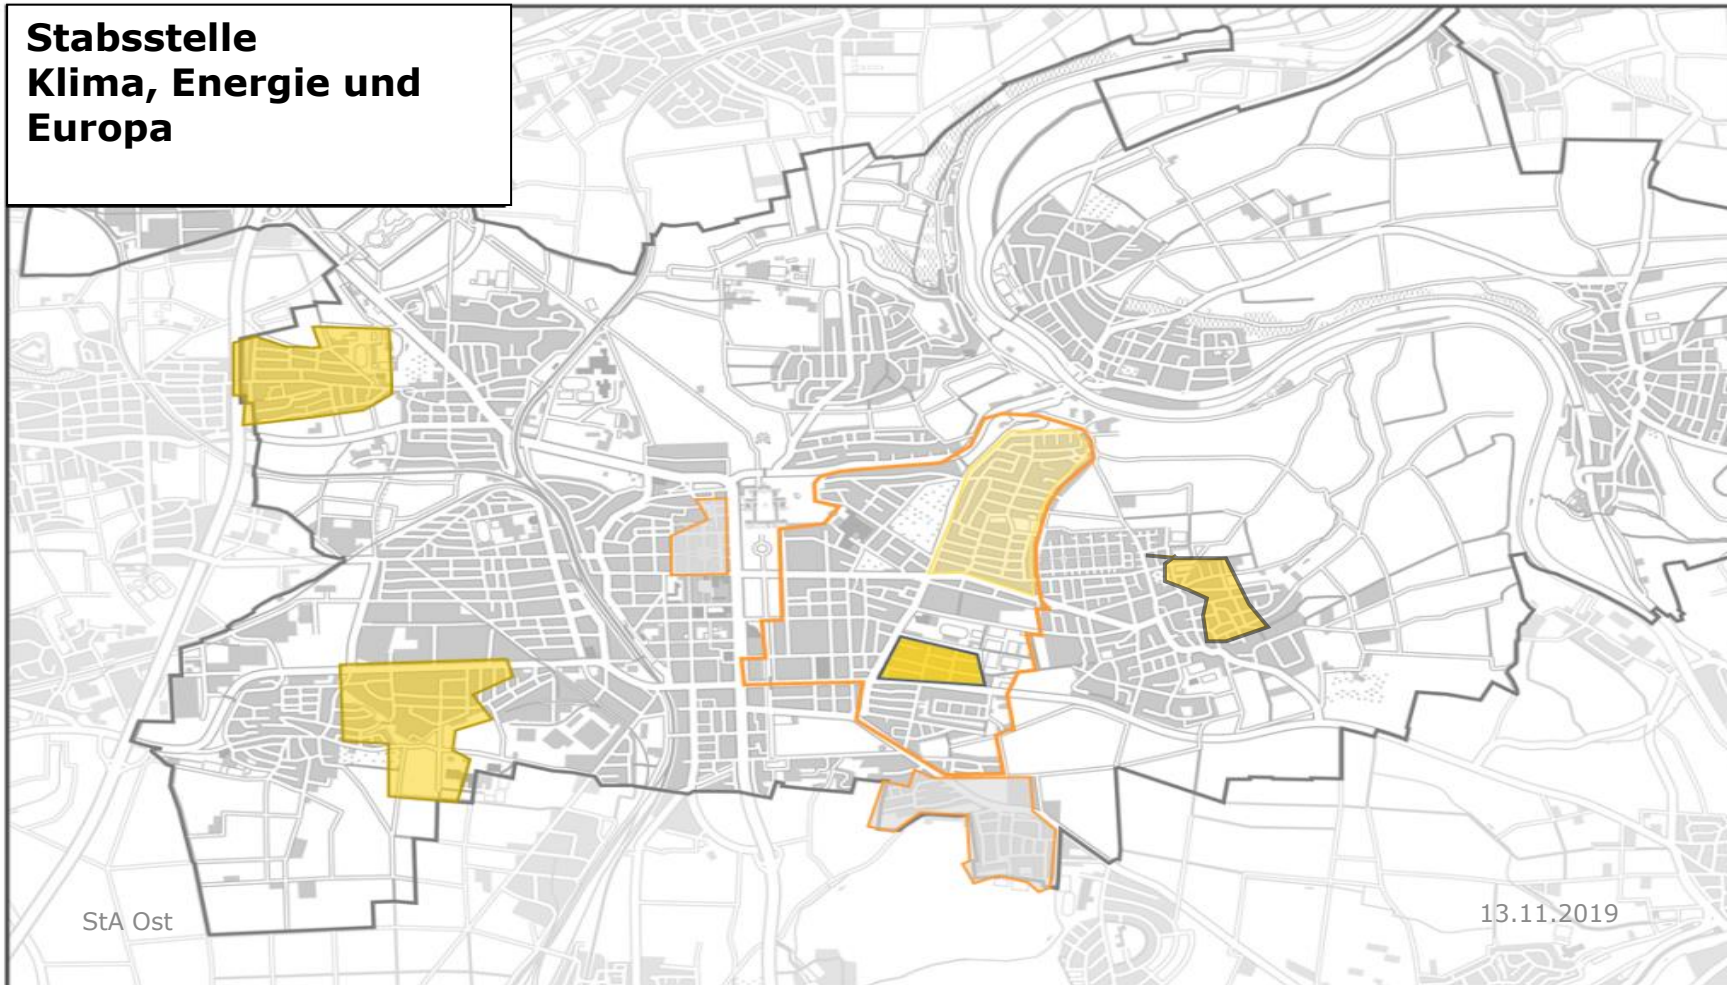 Stabsstelle
Klima, Energie und
Europa
StA Ost
13.11.2019